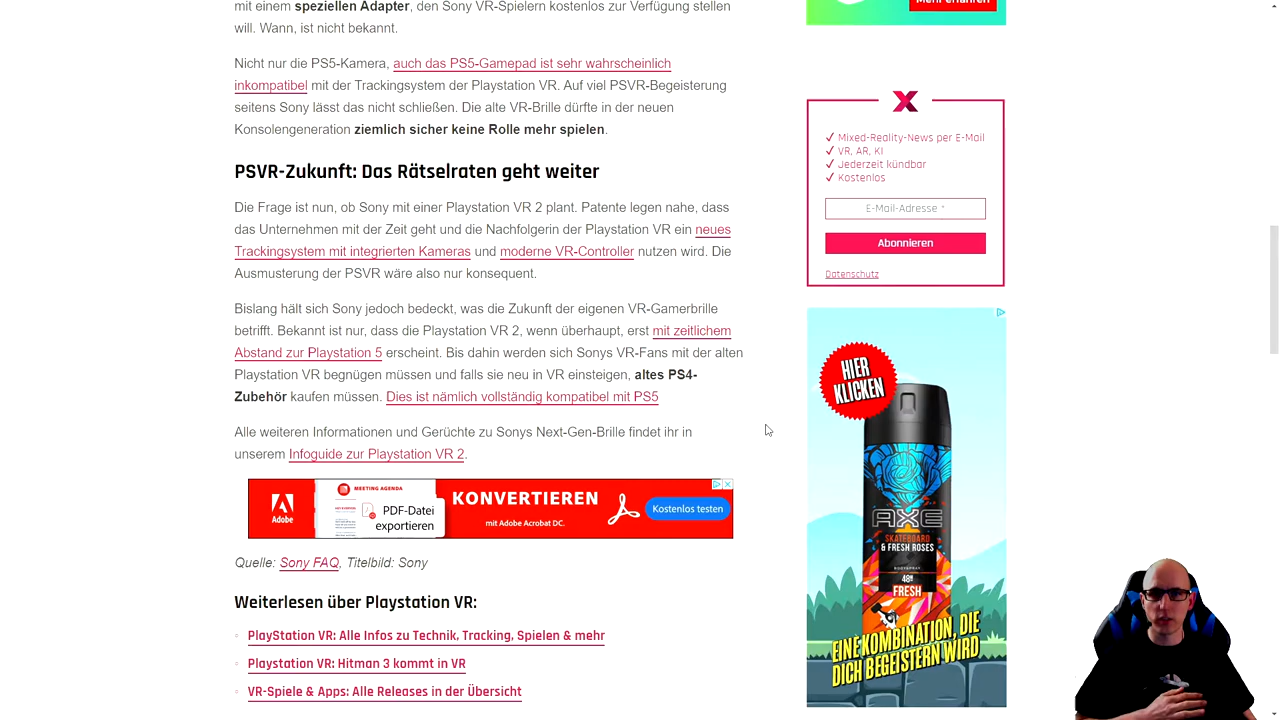 mit einem speziellen Adapter, den Sony VR-Spielern kostenlos zur Verfügung stellen
will. Wann, ist nicht bekannt.
Nicht nur die PS5-Kamera, auch das PS5-Gamepad ist sehr wahrscheinlich
inkompatibel mit der Trackingsystem der Playstation VR. Auf viel PSVR-Begeisterung
seitens Sony lässt das nicht schließen. Die alte VR-Brille dürfte in der neuen
Konsolengeneration ziemlich sicher keine Rolle mehr spielen.
PSVR-Zukunft: Das Rätselraten geht weiter
Die Frage ist nun, ob Sony mit einer Playstation VR 2 plant. Patente legen nahe, dass
das Unternehmen mit der Zeit geht und die Nachfolgerin der Playstation VR ein neues
Trackingsystem mit integrierten Kameras und moderne VR-Controller nutzen wird. Die
Ausmusterung der PSVR wäre also nur konsequent.
Bislang hält sich Sony jedoch bedeckt, was die Zukunft der eigenen VR-Gamerbrille
betrifft. Bekannt ist nur, dass die Playstation VR 2, wenn überhaupt, erst mit zeitlichem
Abstand zur Playstation 5 erscheint. Bis dahin werden sich Sonys VR-Fans mit der alten
Playstation VR begnügen müssen und falls sie neu in VR einsteigen, altes PS4-
Zubehör kaufen müssen. Dies ist nämlich vollständig kompatibel mit PS5
Alle weiteren Informationen und Gerüchte zu Sonys Next-Gen-Brille findet ihr in
unserem Infoguide zur Playstation VR 2.
Adobe
MEETING AGENDA
PDF-Datei
exportieren
KONVERTIEREN
mit Adobe Acrobat DC.
Kostenlos testen
Quelle: Sony FAQ, Titelbild: Sony
Weiterlesen über Playstation VR:
PlayStation VR: Alle Infos zu Technik, Tracking, Spielen & mehr
Playstation VR: Hitman 3 kommt in VR
VR-Spiele & Apps: Alle Releases in der Übersicht
Mehr erfahren
X
✓ Mixed-Reality-News per E-Mail
✓ VR, AR, KI
✓ Jederzeit kündbar
✓ Kostenlos
E-Mail-Adresse *
Abonnieren
Datenschutz
HIER
KLICKEN
AXE
SKATEBOARD
& FRESH ROSES
BODYSPRAY
48H
FRESH
EINE KOMBINATION, DIE
DICH BEGEISTERN WIRD